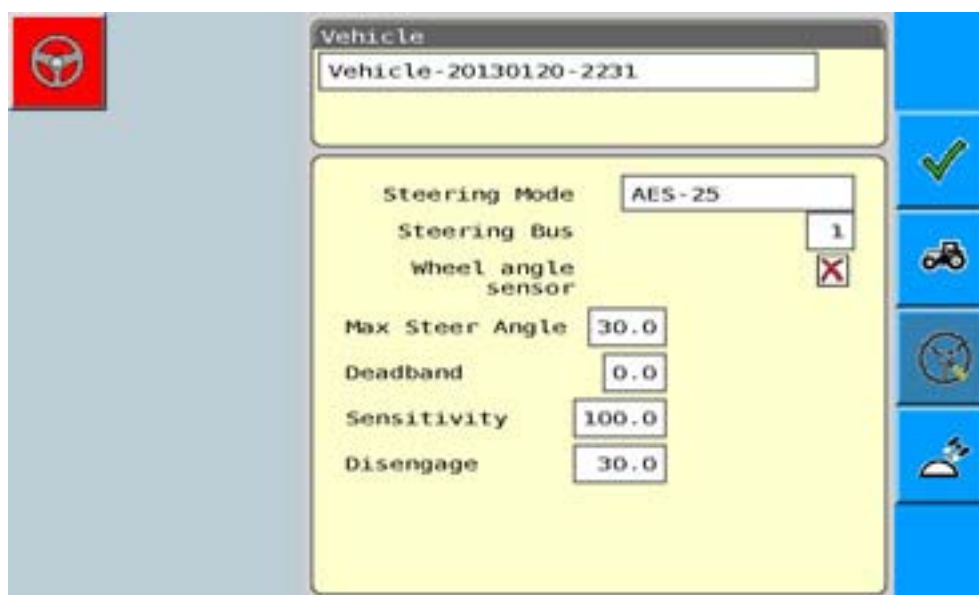 Vehicle
Vehicle-20130120-2231
Steering Mode AES-25
Steering Bus 1
Wheel angle
sensor
Max Steer Angle 30.0
Deadband 0.0
Sensitivity 100.0
Disengage 30.0